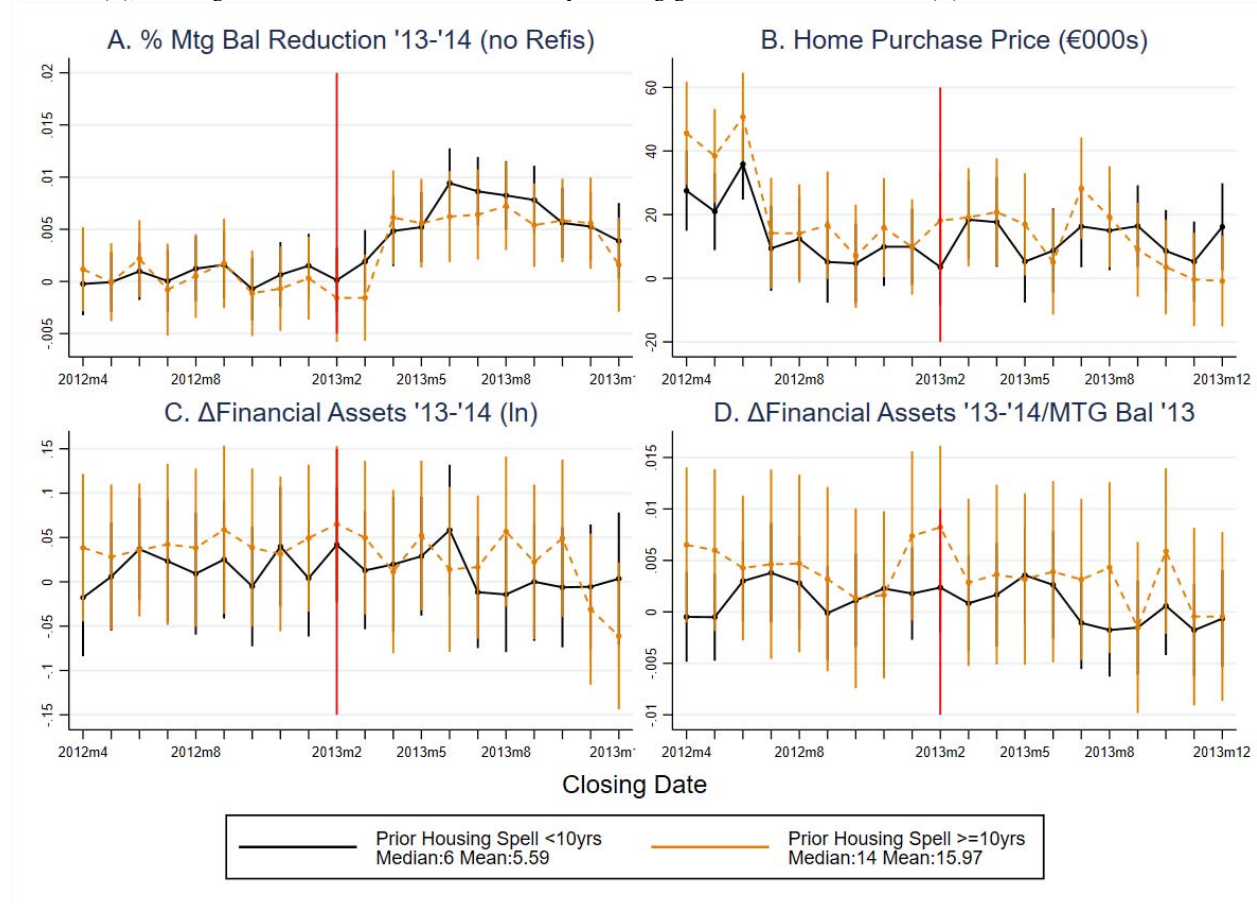 A. % Mtg Bal Reduction '13-'14 (no Refis)
.02
.015
.01
.005
0
-.005
2012m4
2012m8
2013m2
2013m5
2013m8
2013m
B. Home Purchase Price (€000s)
60
40
20
0
-20
2012m4
2012m8
2013m2
2013m5
2013m8
2013m12
C. ΔFinancial Assets '13-'14 (ln)
.15
.1
.05
0
-.05
-.1
-.15
2012m4
2012m8
2013m2
2013m5
2013m8
2013m
D. ΔFinancial Assets '13-'14/MTG Bal '13
.015
.01
.005
0
-.005
-.01
2012m4
2012m8
2013m2
2013m5
2013m8
2013m12
Closing Date
Prior Housing Spell <10yrs
Median:6 Mean:5.59
Prior Housing Spell >=10yrs
Median:14 Mean:15.97